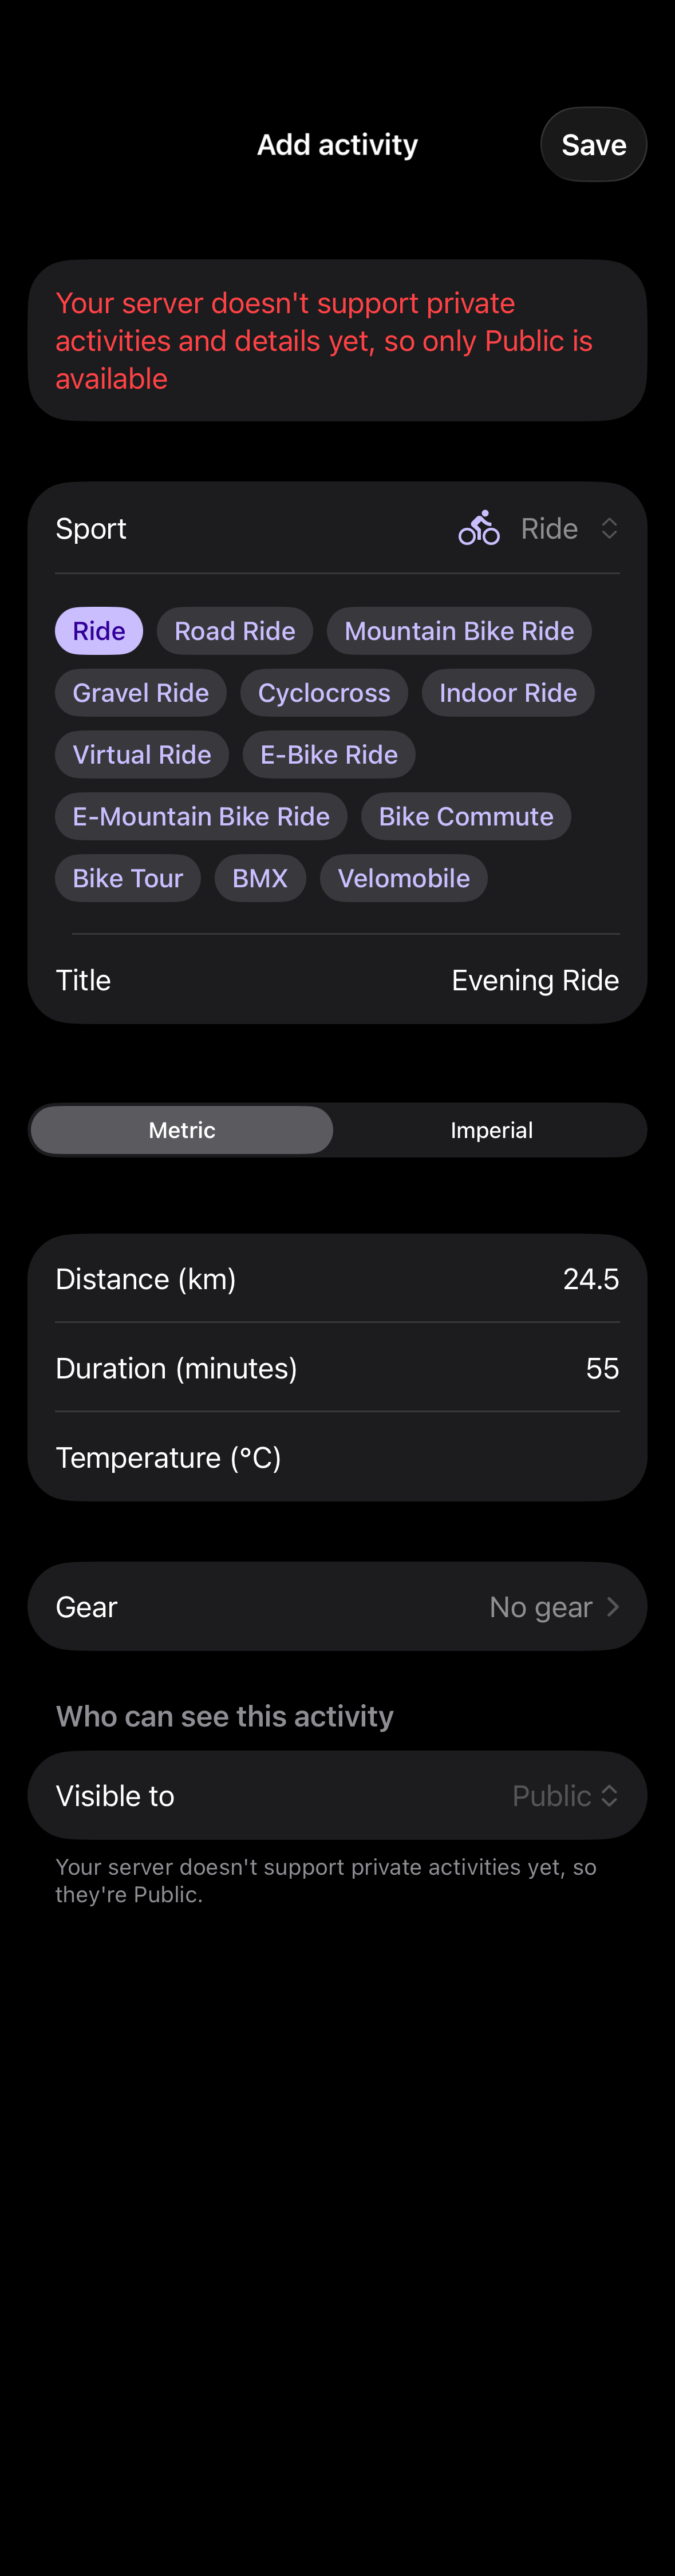 Add activity
Save
Your server doesn't support private
activities and details yet, so only Public is
available
Sport Ride
Ride Road Ride Mountain Bike Ride
Gravel Ride Cyclocross Indoor Ride
Virtual Ride E-Bike Ride
E-Mountain Bike Ride Bike Commute
Bike Tour BMX Velomobile
Title Evening Ride
Metric Imperial
Distance (km) 24.5
Duration (minutes) 55
Temperature (°C)
Gear No gear
Who can see this activity
Visible to Public
Your server doesn't support private activities yet, so
they're Public.